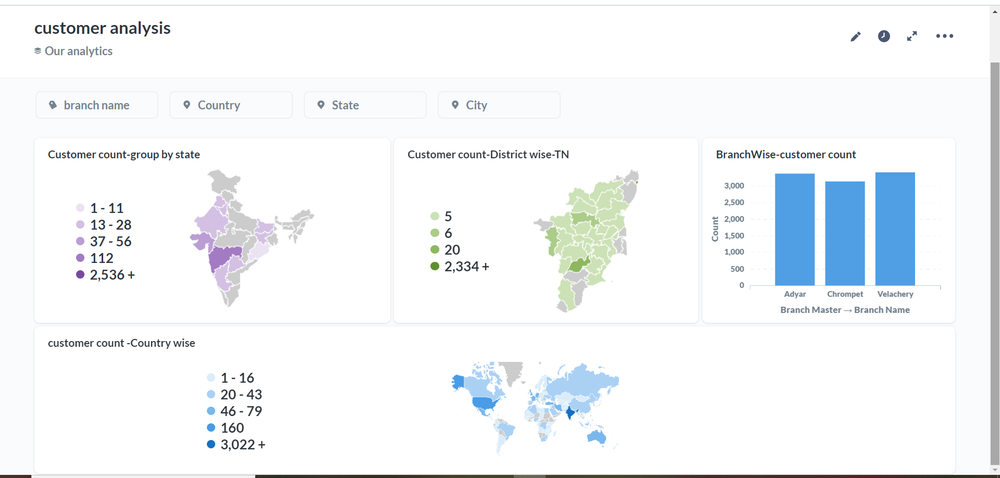 customer analysis
Our analytics
branch name
Country
State
City
Customer count-group by state
1 - 11
13 - 28
37 - 56
112
2,536 +
Customer count-District wise-TN
5
6
20
2,334 +
BranchWise-customer count
3,000
2,500
2,000
1,500
1,000
500
0
Count
Adyar
Chrompet
Velachery
Branch Master → Branch Name
customer count -Country wise
1 - 16
20 - 43
46 - 79
160
3,022 +